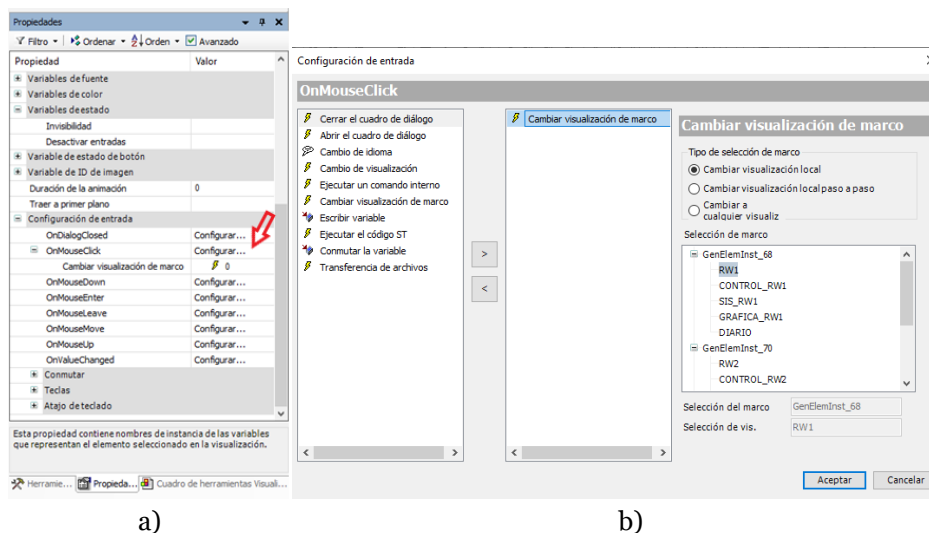 Propiedades
Filtro Ordenar Orden Avanzado
Propiedad Valor
Variables de fuente
Variables de color
Variables de estado
Invisibilidad
Desactivar entradas
Variable de estado de botón
Variable de ID de imagen
Duración de la animación 0
Traer a primer plano
Configuración de entrada
OnDialogClosed Configurar...
OnMouseClick Configurar...
Cambiar visualización de marco 0
OnMouseDown Configurar...
OnMouseEnter Configurar...
OnMouseLeave Configurar...
OnMouseMove Configurar...
OnMouseUp Configurar...
OnValueChanged Configurar...
Conmutar
Teclas
Atajo de teclado
Esta propiedad contiene nombres de instancia de las variables
que representan el elemento seleccionado en la visualización.
Herramie... Propieda... Cuadro de herramientas Visuali...
a)
Configuración de entrada
OnMouseClick
Cerrar el cuadro de diálogo
Abrir el cuadro de diálogo
Cambio de idioma
Cambio de visualización
Ejecutar un comando interno
Cambiar visualización de marco
Escribir variable
Ejecutar el código ST
Conmutar la variable
Transferencia de archivos
>
<
Cambiar visualización de marco
Cambiar visualización de marco
Tipo de selección de marco
Cambiar visualización local
Cambiar visualización local paso a paso
Cambiar a
cualquier visualiz
Selección de marco
GenElemInst_68
RW1
CONTROL_RW1
SIS_RW1
GRAFICA_RW1
DIARIO
GenElemInst_70
RW2
CONTROL_RW2
Selección del marco GenElemInst_68
Selección de vis. RW1
Aceptar Cancelar
b)